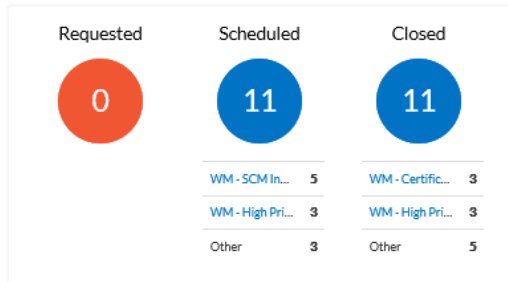 Requested Scheduled Closed
0 11 11
WM - SCM In... 5 WM - Certific... 3
WM - High Pri... 3 WM - High Pri... 3
Other 3 Other 5